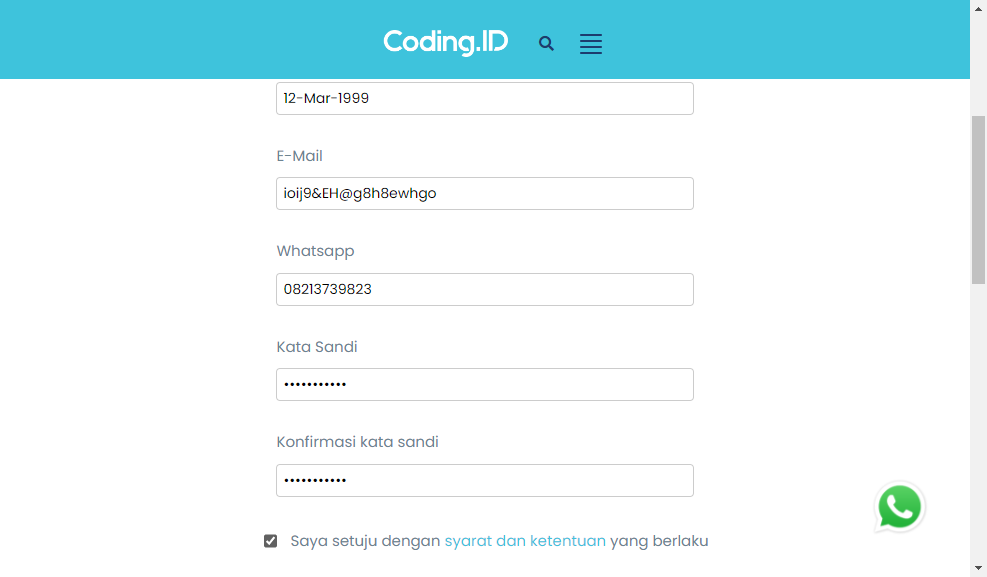 Coding.ID
12-Mar-1999
E-Mail
ioij9&EH@g8h8ewhgo
Whatsapp
08213739823
Kata Sandi
•••••••••••
Konfirmasi kata sandi
•••••••••••
Saya setuju dengan syarat dan ketentuan yang berlaku